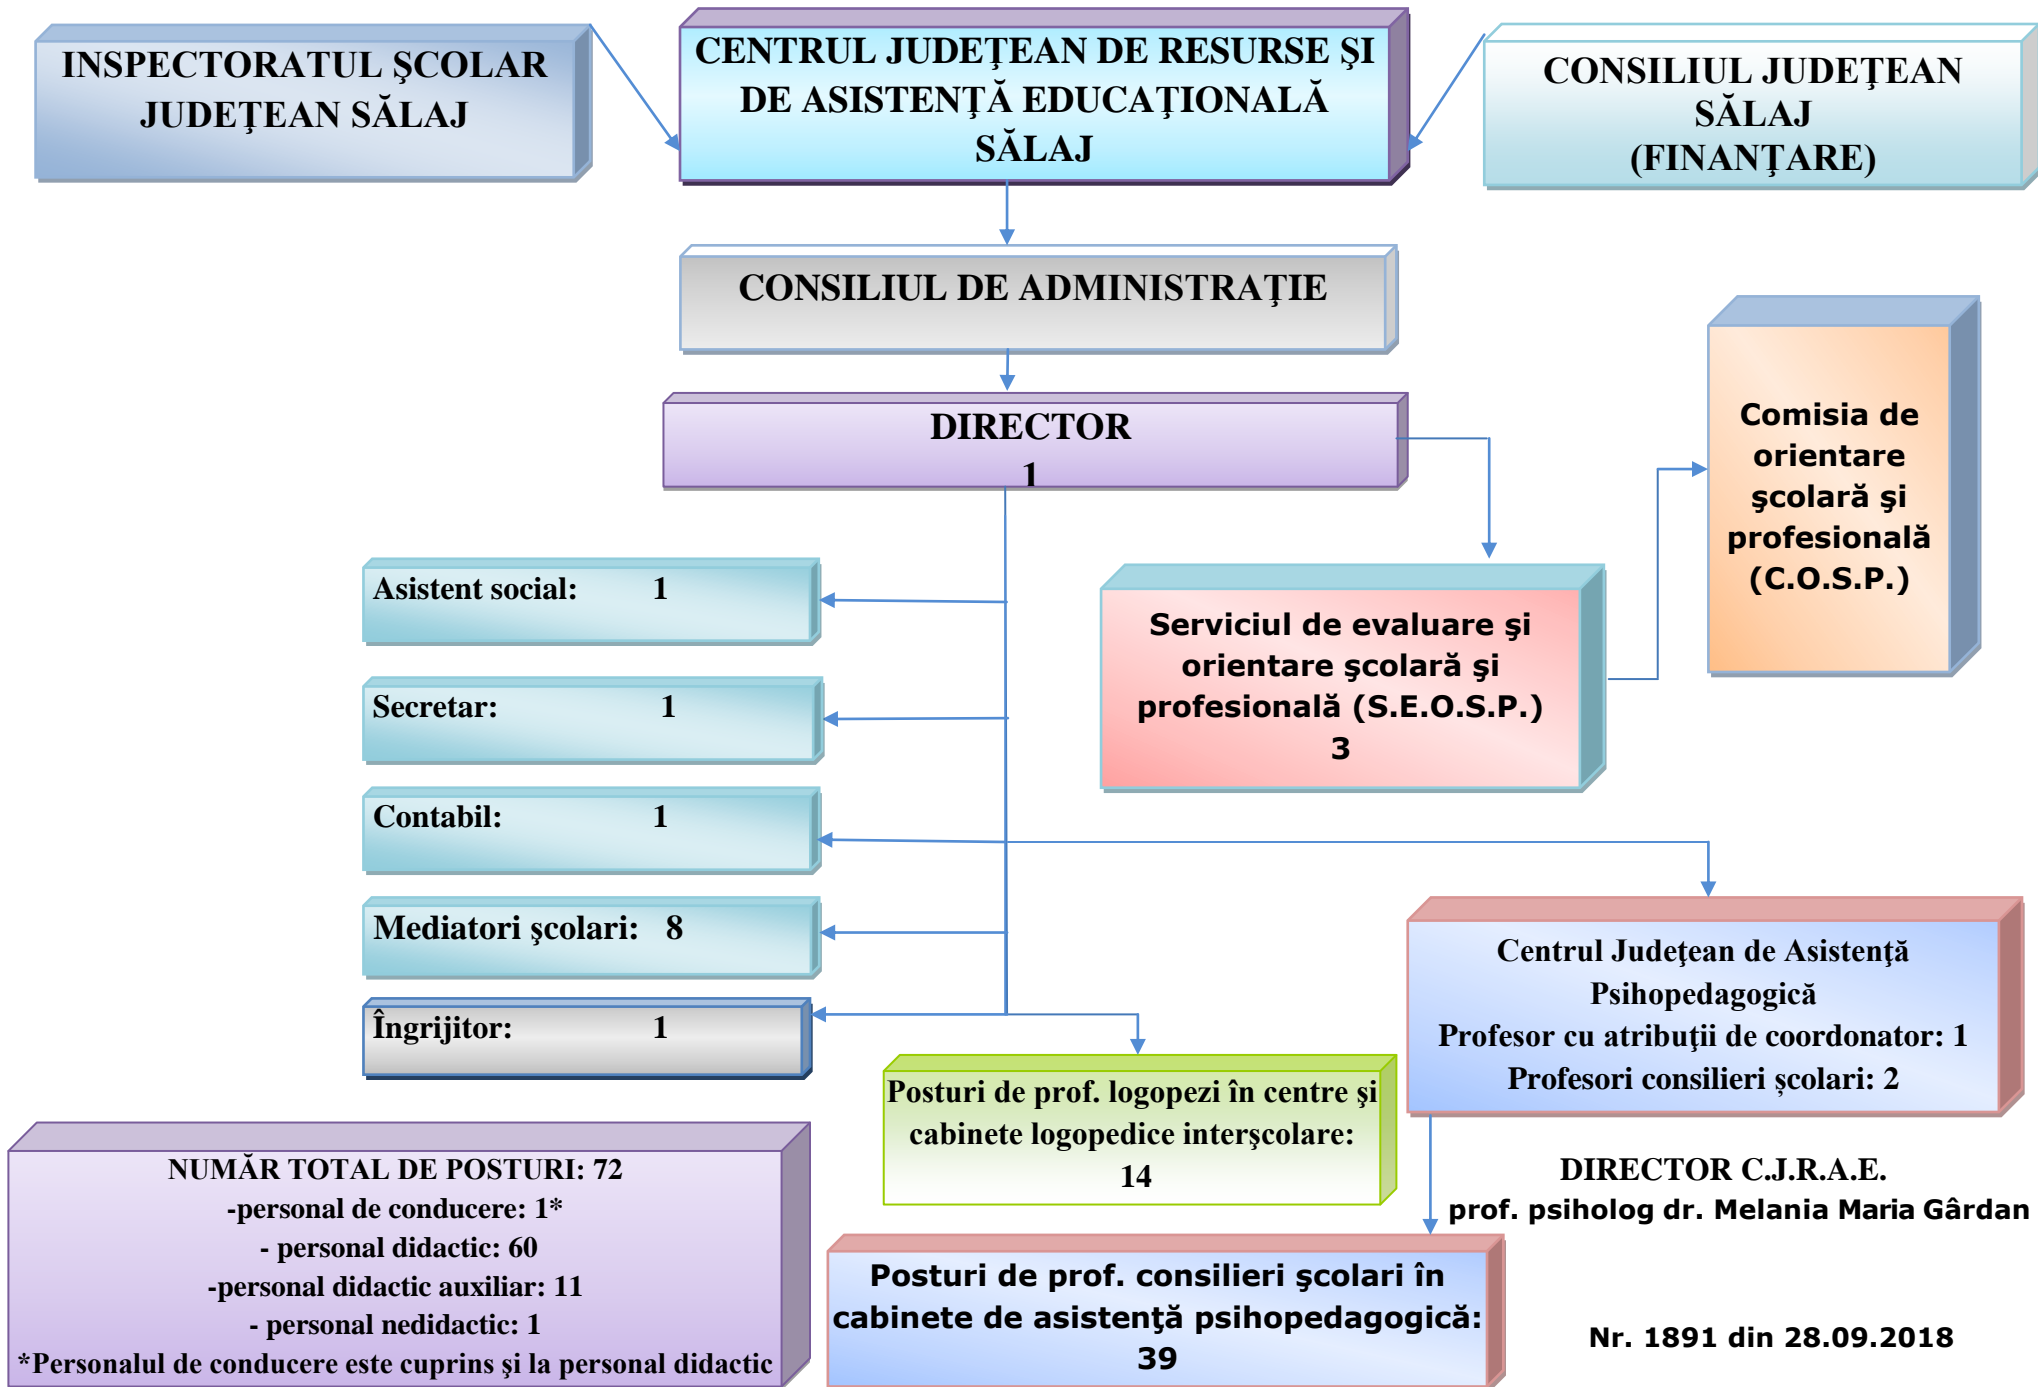 INSPECTORATUL ŞCOLAR
JUDEŢEAN SĂLAJ
CENTRUL JUDEŢEAN DE RESURSE ŞI
DE ASISTENŢĂ EDUCAŢIONALĂ
SĂLAJ
CONSILIUL JUDEŢEAN
SĂLAJ
(FINANŢARE)
CONSILIUL DE ADMINISTRAŢIE
DIRECTOR
1
Comisia de
orientare
şcolară şi
profesională
(C.O.S.P.)
Asistent social: 1
Secretar: 1
Contabil: 1
Mediatori şcolari: 8
Îngrijitor: 1
Serviciul de evaluare şi
orientare şcolară şi
profesională (S.E.O.S.P.)
3
Centrul Judeţean de Asistenţă
Psihopedagogică
Profesor cu atribuţii de coordonator: 1
Profesori consilieri școlari: 2
Posturi de prof. logopezi în centre şi
cabinete logopedice interşcolare:
14
NUMĂR TOTAL DE POSTURI: 72
-personal de conducere: 1*
- personal didactic: 60
-personal didactic auxiliar: 11
- personal nedidactic: 1
*Personalul de conducere este cuprins şi la personal didactic
Posturi de prof. consilieri şcolari în
cabinete de asistenţă psihopedagogică:
39
DIRECTOR C.J.R.A.E.
prof. psiholog dr. Melania Maria Gârdan
Nr. 1891 din 28.09.2018